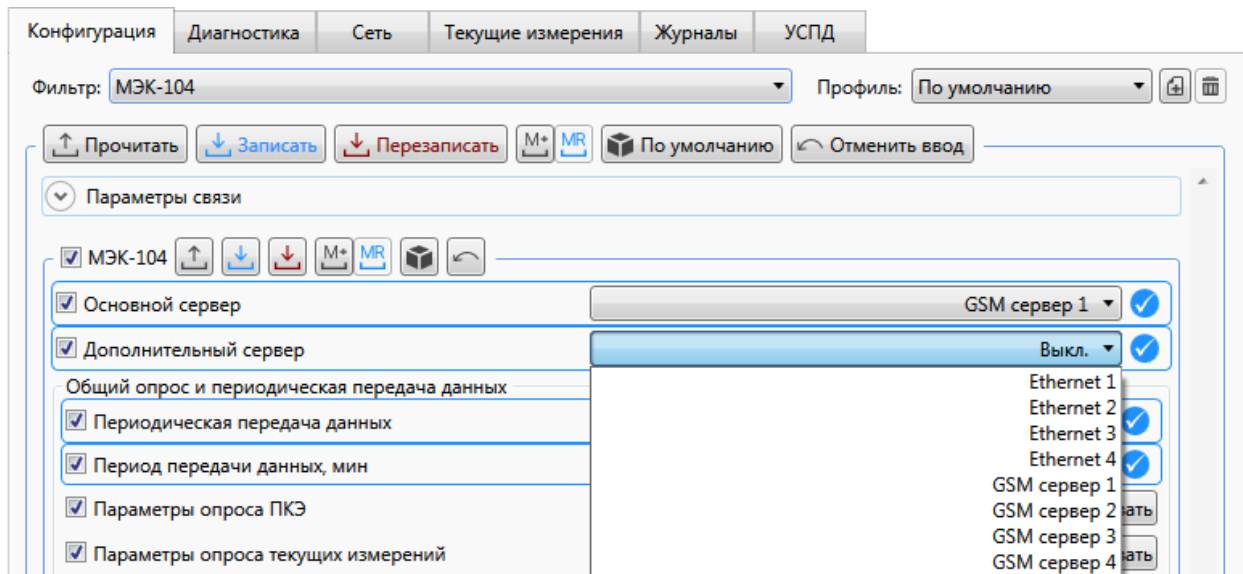 Конфигурация Диагностика Сеть Текущие измерения Журналы УСПД
Фильтр: МЭК-104 Профиль: По умолчанию
Прочитать Записать Перезаписать M+ MR По умолчанию Отменить ввод
Параметры связи
МЭК-104 M+ MR
Основной сервер GSM сервер 1
Дополнительный сервер Выкл.
Общий опрос и периодическая передача данных
Ethernet 1
Ethernet 2
Периодическая передача данных
Ethernet 3
Ethernet 4
Период передачи данных, мин
GSM сервер 1
Параметры опроса ПКЭ
GSM сервер 2 ать
GSM сервер 3
Параметры опроса текущих измерений
GSM сервер 4 ать